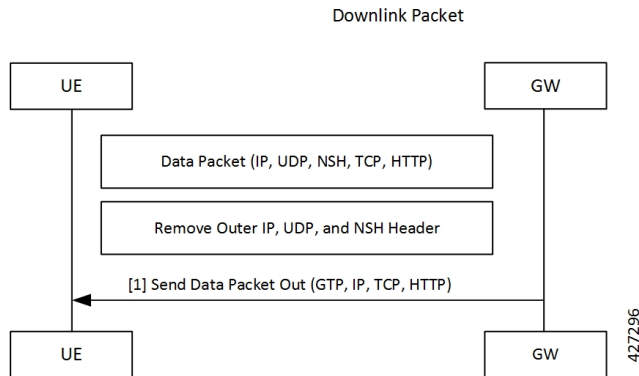 Downlink Packet
UE
GW
Data Packet (IP, UDP, NSH, TCP, HTTP)
Remove Outer IP, UDP, and NSH Header
[1] Send Data Packet Out (GTP, IP, TCP, HTTP)
UE
GW
427296